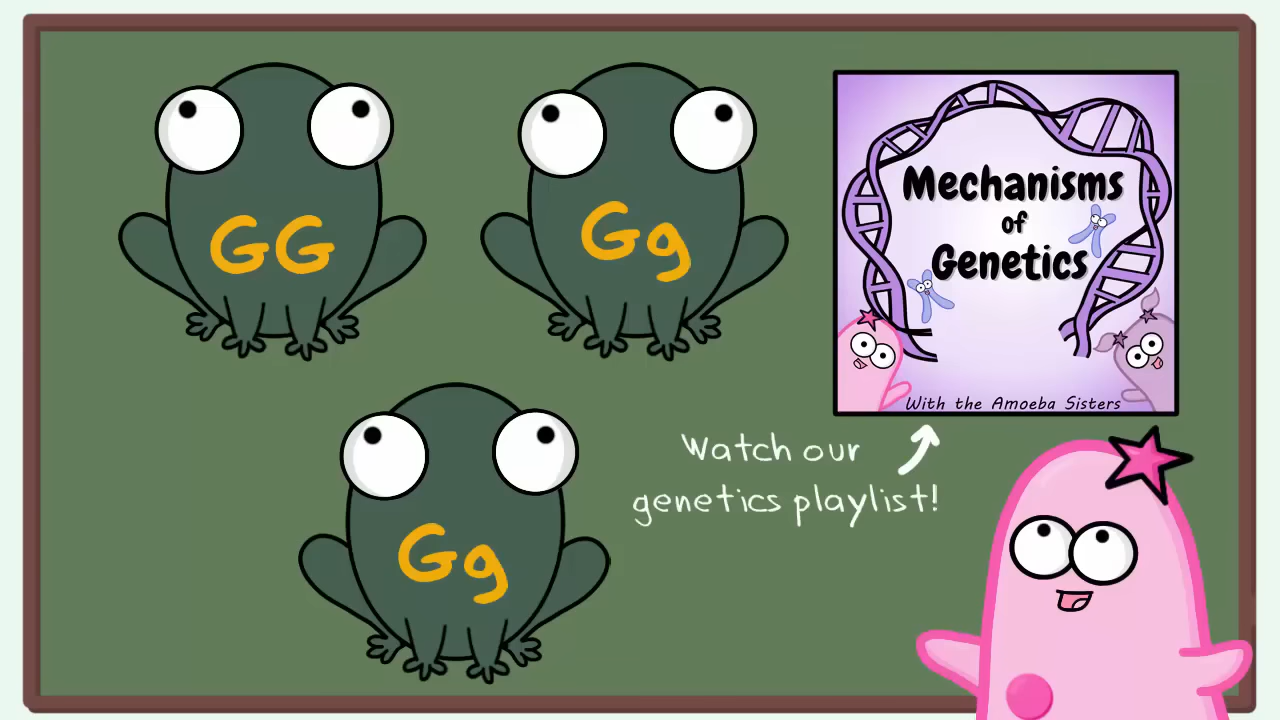 GG
Gg
Mechanisms
of
Genetics
With the Amoeba Sisters
Watch our
genetics playlist!
Gg